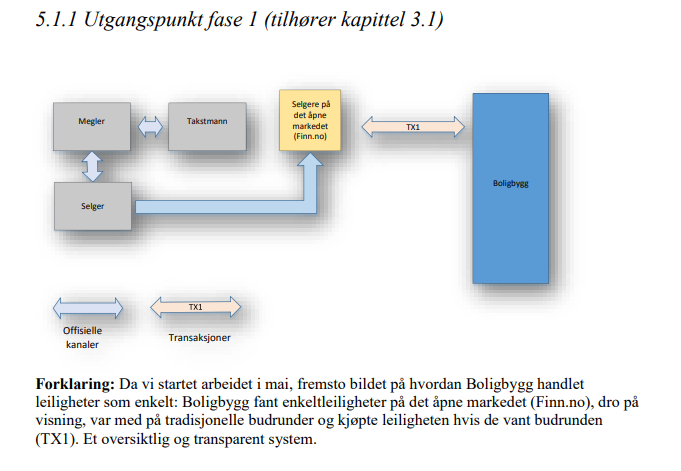 5.1.1 Utgangspunkt fase 1 (tilhører kapittel 3.1)
Megler
Takstmann
Selgere på
det åpne
markedet
(Finn.no)
TX1
Boligbygg
Selger
TX1
Offisielle
kanaler
Transaksjoner
Forklaring: Da vi startet arbeidet i mai, fremsto bildet på hvordan Boligbygg handlet
leiligheter som enkelt: Boligbygg fant enkeltleiligheter på det åpne markedet (Finn.no), dro på
visning, var med på tradisjonelle budrunder og kjøpte leiligheten hvis de vant budrunden
(TX1). Et oversiktlig og transparent system.